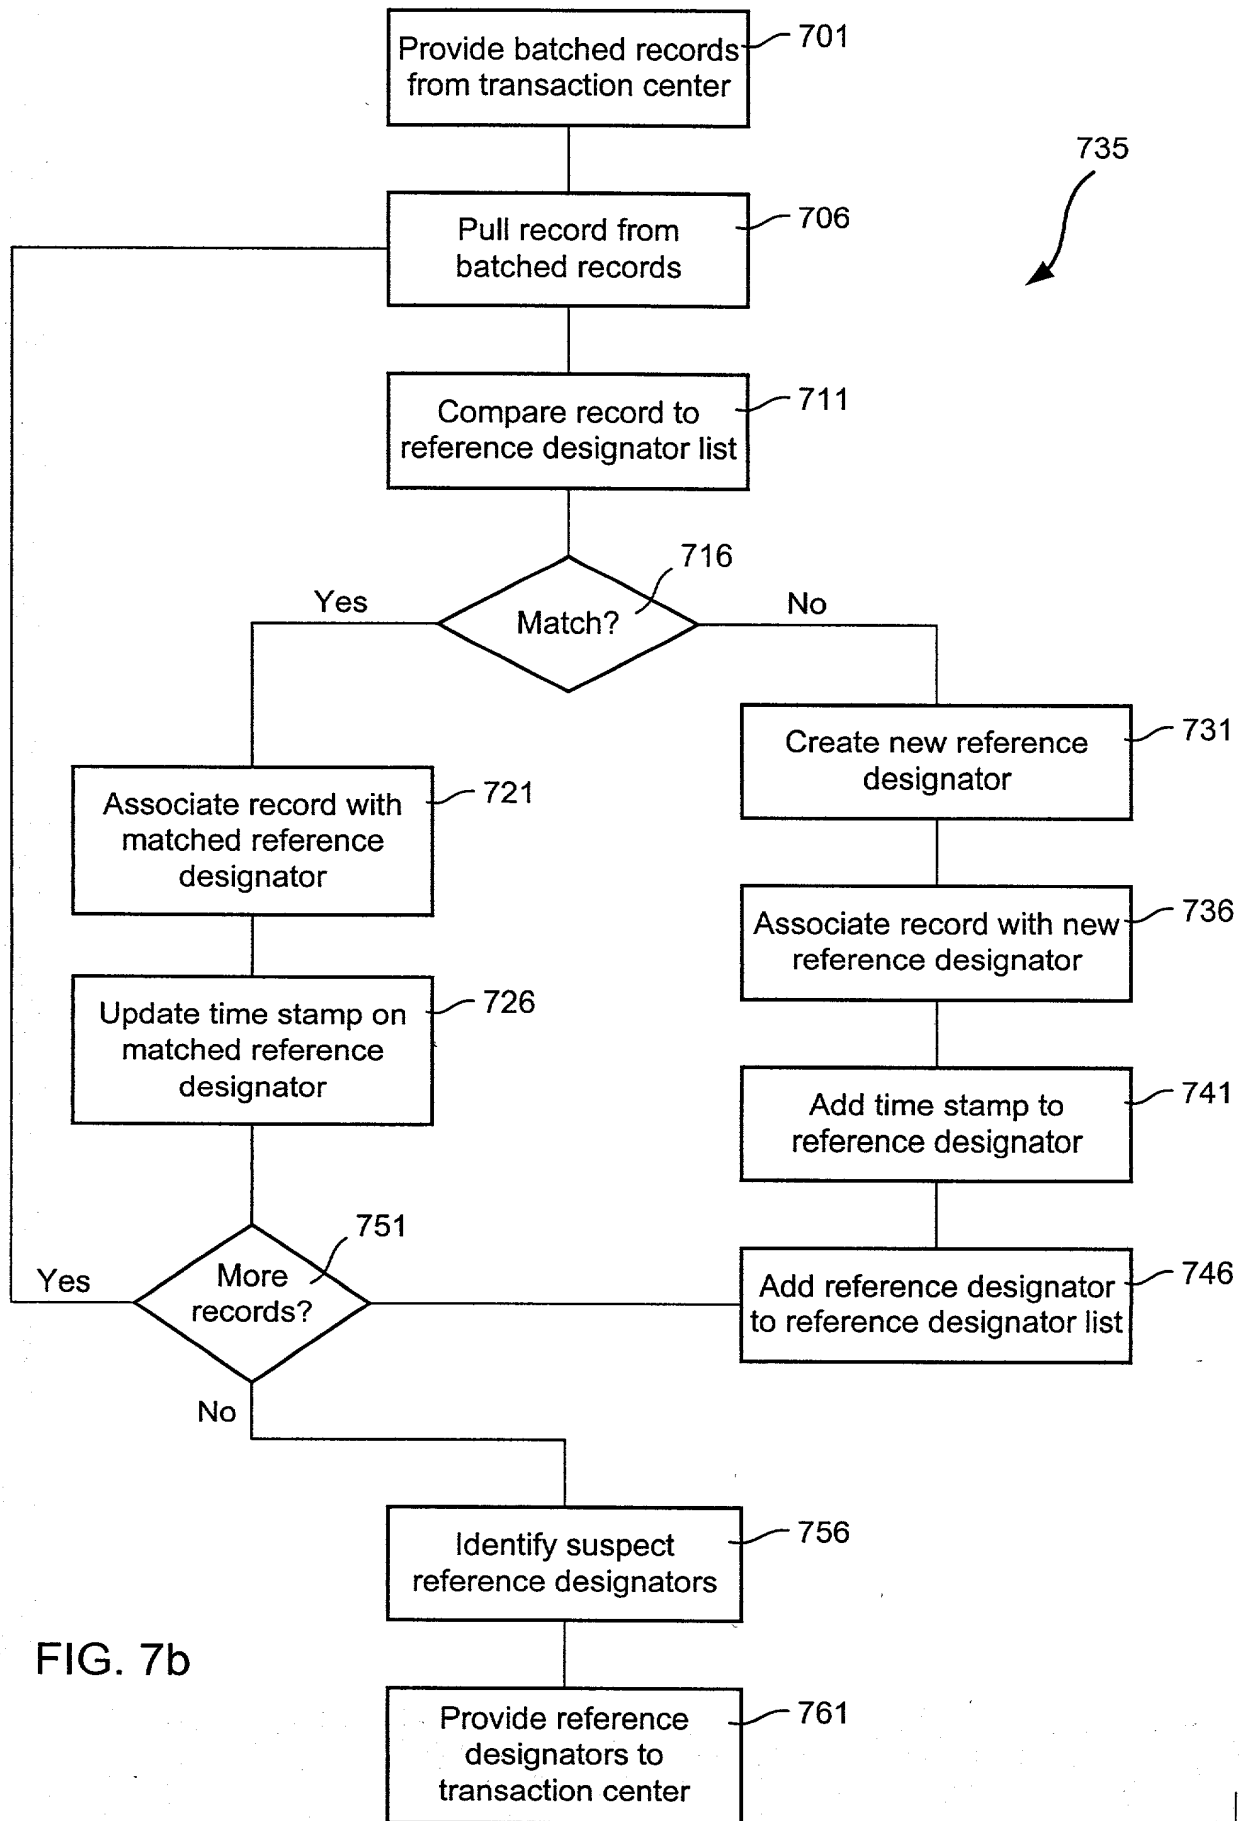 Provide batched records
from transaction center
701
735
Pull record from
batched records
706
Compare record to
reference designator list
711
716
Match?
Yes
No
Create new reference
designator
731
Associate record with
matched reference
designator
721
Associate record with new
reference designator
736
Update time stamp on
matched reference
designator
726
Add time stamp to
reference designator
741
751
More
records?
Yes
Add reference designator
to reference designator list
746
No
Identify suspect
reference designators
756
FIG. 7b
Provide reference
designators to
transaction center
761